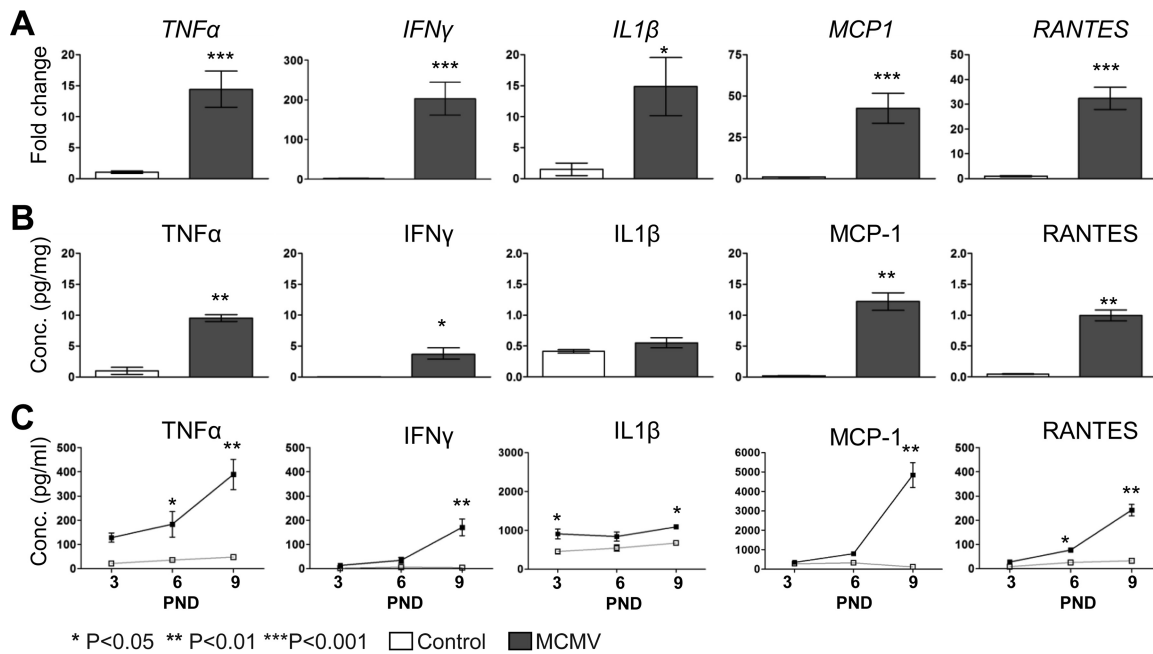 A
TNFα IFNγ IL1β MCP1 RANTES
Fold change
20 15 10 5 0 ***
300 200 100 0 ***
20 15 10 5 0 *
75 50 25 0 ***
50 40 30 20 10 0 ***
B
TNFα IFNγ IL1β MCP-1 RANTES
Conc. (pg/mg)
20 15 10 5 0 **
20 15 10 5 0 *
2.0 1.5 1.0 0.5 0.0
20 15 10 5 0 **
2.0 1.5 1.0 0.5 0.0 **
C
TNFα IFNγ IL1β MCP-1 RANTES
Conc. (pg/ml)
500 400 300 200 100 0 * **
500 400 300 200 100 0 **
3000 2000 1000 0 * *
6000 5000 4000 3000 2000 1000 0 **
500 400 300 200 100 0 * **
3 6 9 3 6 9 3 6 9 3 6 9 3 6 9
PND PND PND PND PND
* P<0.05 ** P<0.01 ***P<0.001 Control MCMV